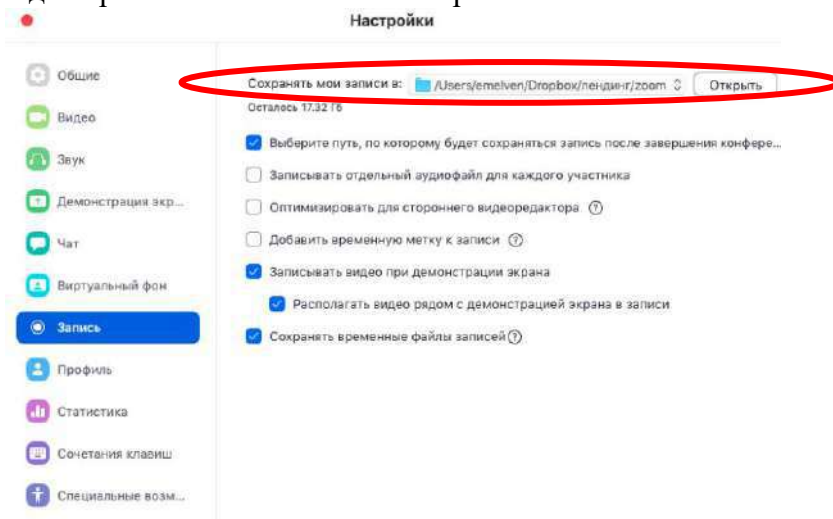 Настройки
Общие
Видео
Звук
Демонстрация экр...
Чат
Виртуальный фон
Запись
Профиль
Статистика
Сочетания клавиш
Специальные возм...
Сохранять мои записи в: /Users/emelven/Dropbox/лендинг/zoom Открыть
Осталось 17.32 Гб
Выберите путь, по которому будет сохраняться запись после завершения конфере...
Записывать отдельный аудиофайл для каждого участника
Оптимизировать для стороннего видеоредактора ?
Добавить временную метку к записи ?
Записывать видео при демонстрации экрана
Располагать видео рядом с демонстрацией экрана в записи
Сохранять временные файлы записей ?